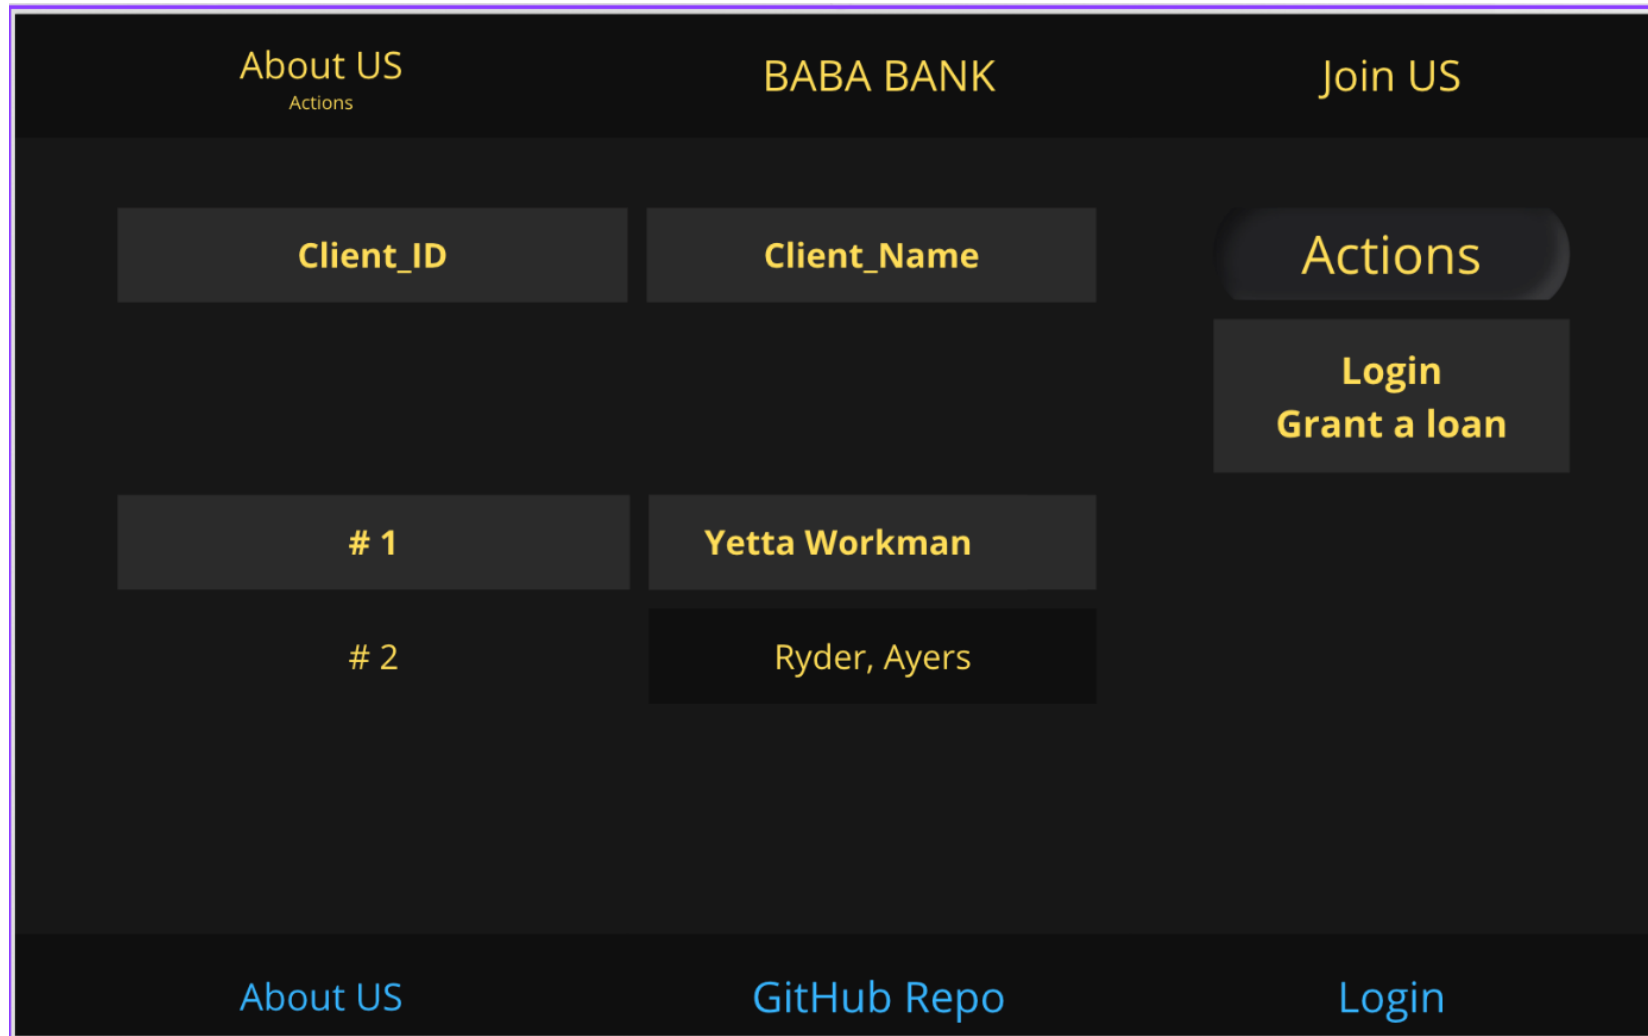 About US
Actions
BABA BANK
Join US
Client_ID
Client_Name
Actions
Login
Grant a loan
# 1
Yetta Workman
# 2
Ryder, Ayers
About US
GitHub Repo
Login